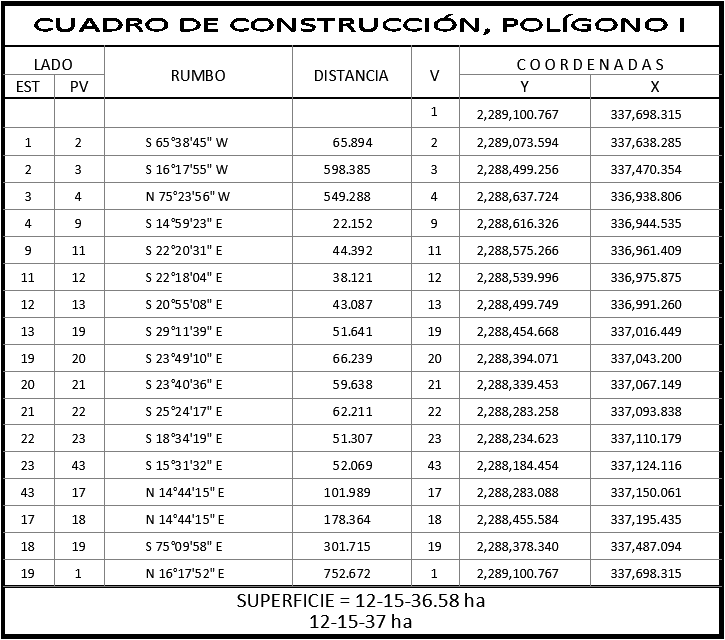 CUADRO DE CONSTRUCCIÓN, POLÍGONO I
LADO RUMBO DISTANCIA V COORDENADAS
EST PV Y X
1 2,289,100.767 337,698.315
1 2 S 65°38'45" W 65.894 2 2,289,073.594 337,638.285
2 3 S 16°17'55" W 598.385 3 2,288,499.256 337,470.354
3 4 N 75°23'56" W 549.288 4 2,288,637.724 336,938.806
4 9 S 14°59'23" E 22.152 9 2,288,616.326 336,944.535
9 11 S 22°20'31" E 44.392 11 2,288,575.266 336,961.409
11 12 S 22°18'04" E 38.121 12 2,288,539.996 336,975.875
12 13 S 20°55'08" E 43.087 13 2,288,499.749 336,991.260
13 19 S 29°11'39" E 51.641 19 2,288,454.668 337,016.449
19 20 S 23°49'10" E 66.239 20 2,288,394.071 337,043.200
20 21 S 23°40'36" E 59.638 21 2,288,339.453 337,067.149
21 22 S 25°24'17" E 62.211 22 2,288,283.258 337,093.838
22 23 S 18°34'19" E 51.307 23 2,288,234.623 337,110.179
23 43 S 15°31'32" E 52.069 43 2,288,184.454 337,124.116
43 17 N 14°44'15" E 101.989 17 2,288,283.088 337,150.061
17 18 N 14°44'15" E 178.364 18 2,288,455.584 337,195.435
18 19 S 75°09'58" E 301.715 19 2,288,378.340 337,487.094
19 1 N 16°17'52" E 752.672 1 2,289,100.767 337,698.315
SUPERFICIE = 12-15-36.58 ha
12-15-37 ha